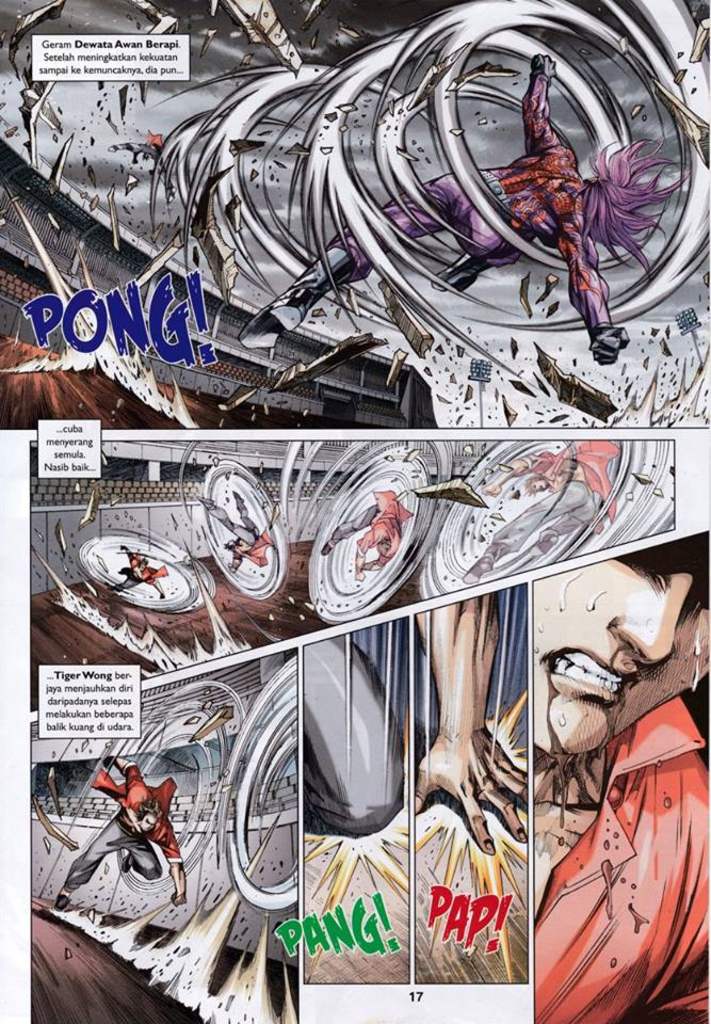 Geram Dewata Awan Berapi.
Setelah meningkatkan kekuatan
sampai ke kemuncaknya, dia pun...
PONG!
...cuba
menyerang
semula.
Nasib baik...
...Tiger Wong ber-
jaya menjauhkan diri
daripadanya selepas
melakukan beberapa
balik kuang di udara.
PANG!
PAP!
17